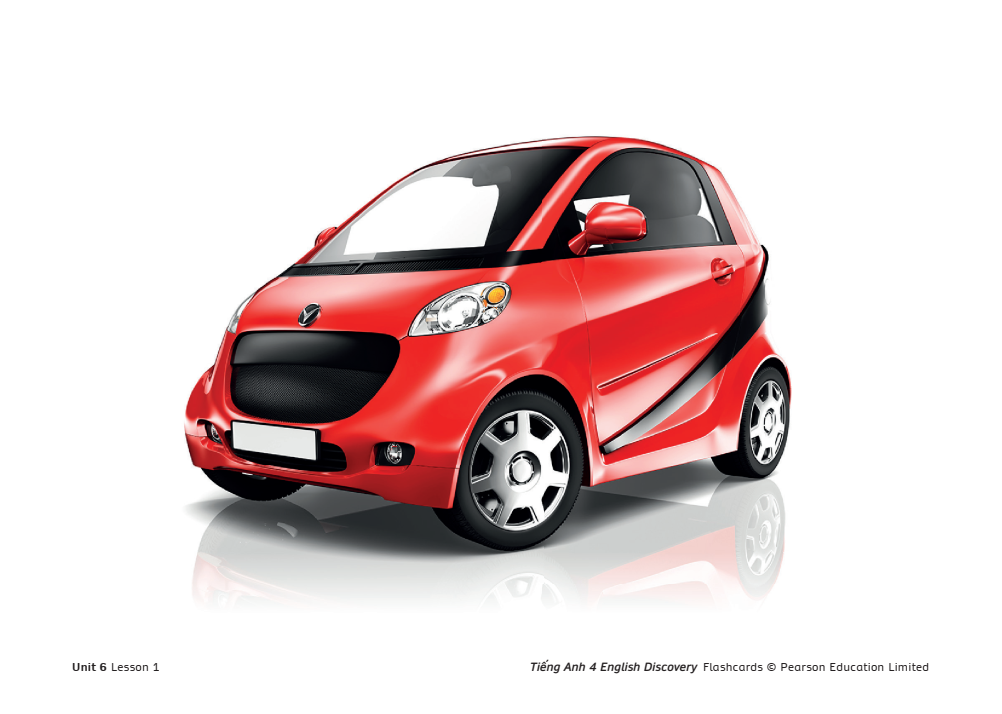 Unit 6 Lesson 1
Tiếng Anh 4 English Discovery Flashcards © Pearson Education Limited